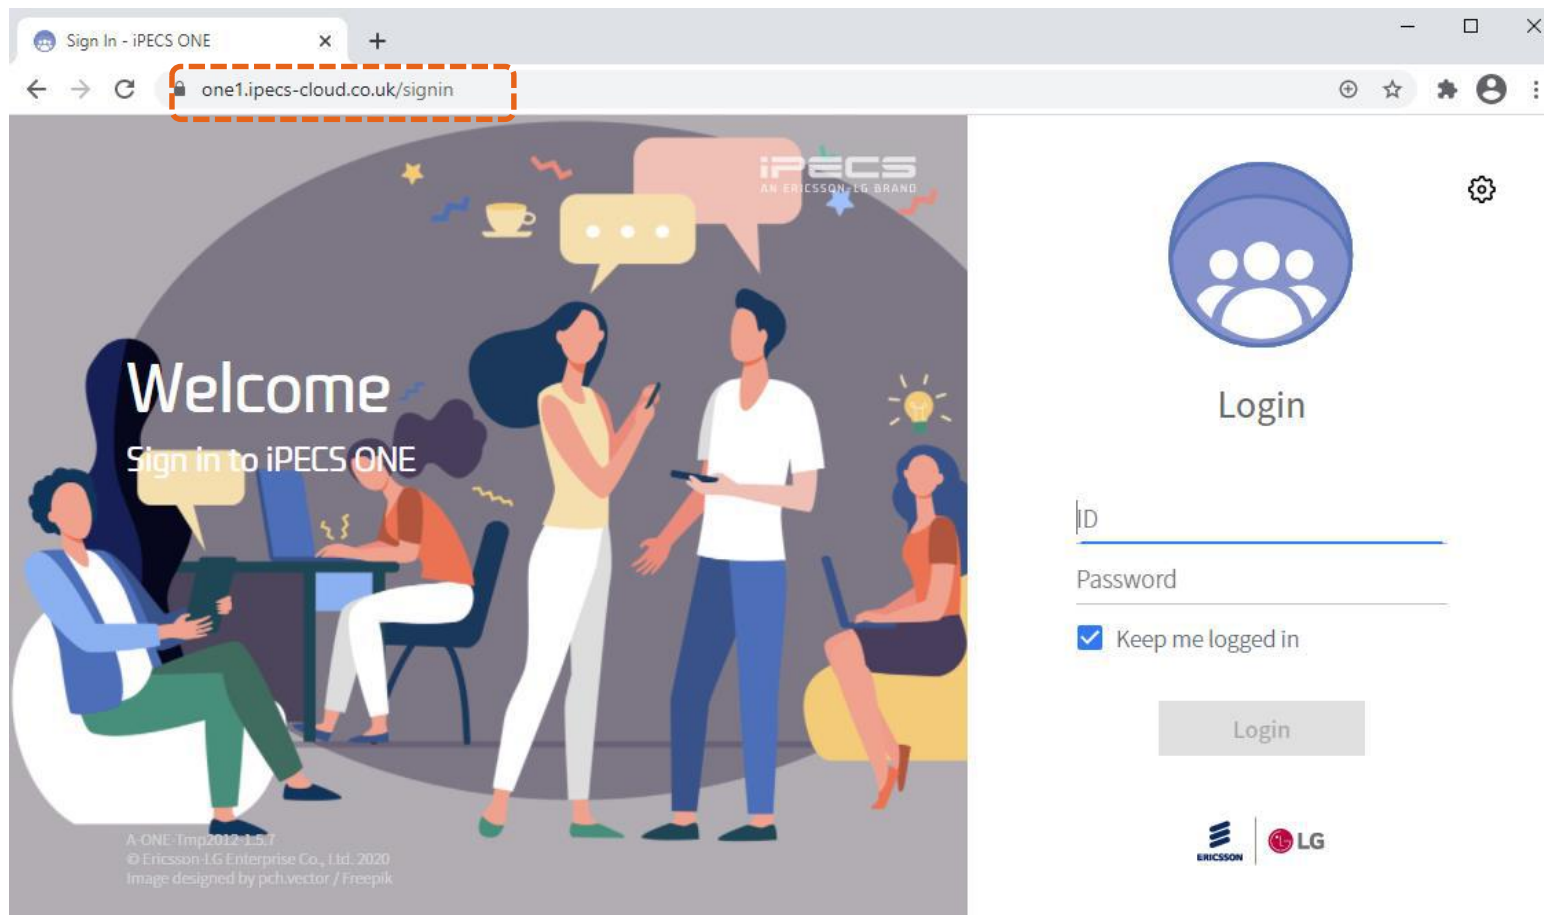 Sign In - iPECS ONE
one1.ipecs-cloud.co.uk/signin
iPECS
AN ERICSSON-LG BRAND
Welcome
Sign in to iPECS ONE
A-ONE-Tmp2012-1.5.7
© Ericsson-LG Enterprise Co., Ltd. 2020
Image designed by pch.vector / Freepik
Login
ID
Password
Keep me logged in
Login
ERICSSON
LG